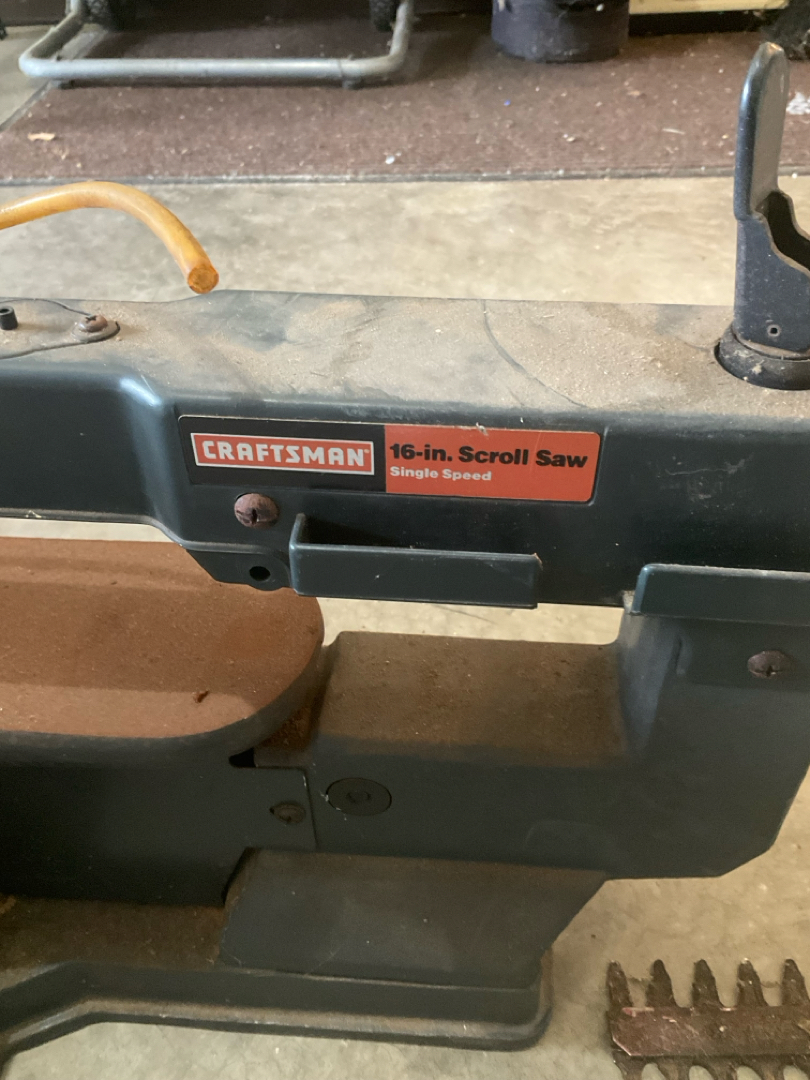 CRAFTSMAN
16-in. Scroll Saw
Single Speed